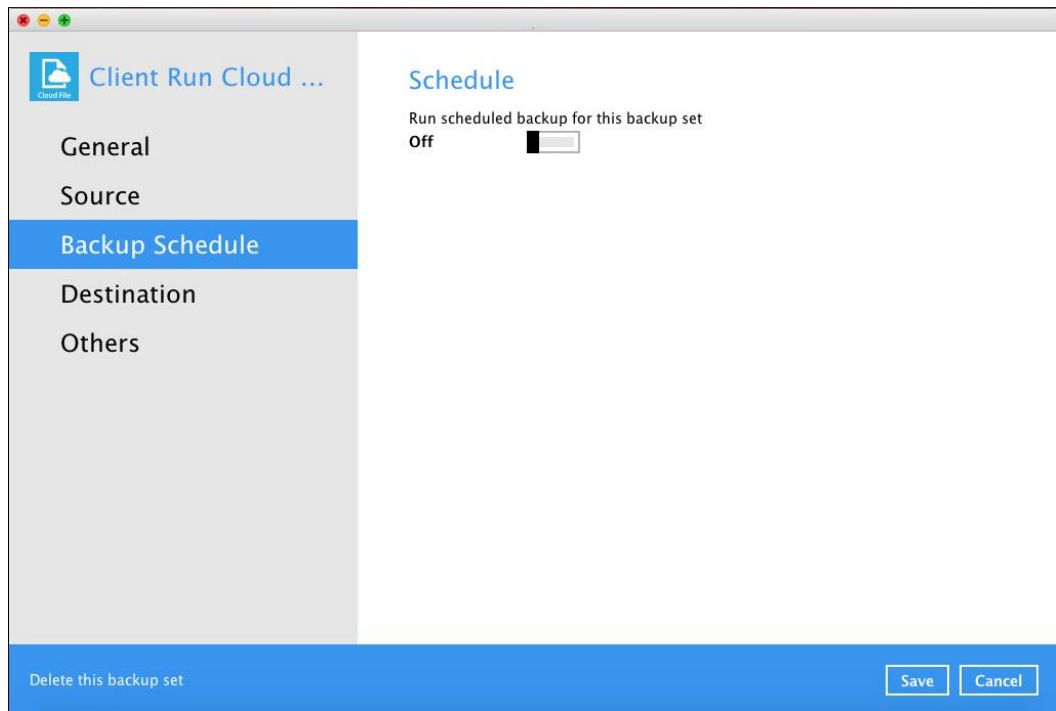 Cloud File
Client Run Cloud ...
General
Source
Backup Schedule
Destination
Others
Schedule
Run scheduled backup for this backup set
Off
Delete this backup set
Save
Cancel